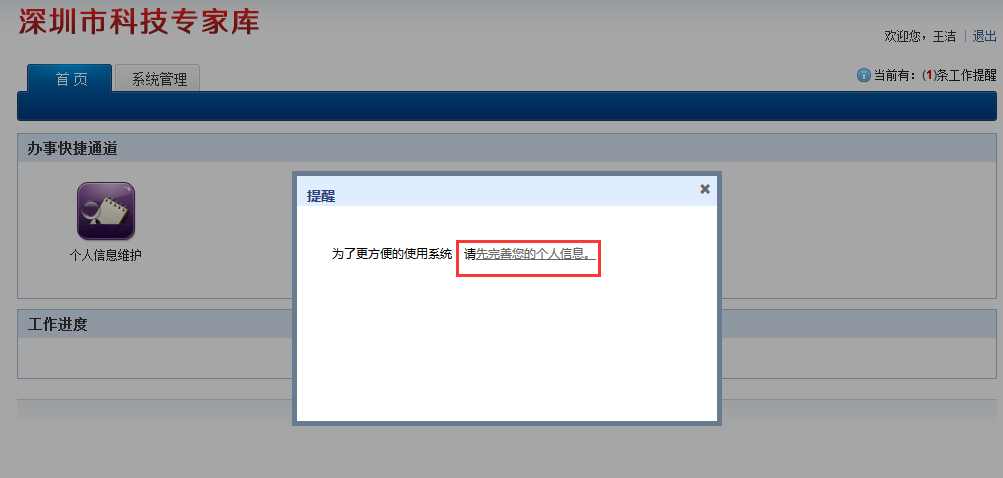 深圳市科技专家库
欢迎您，王洁 | 退出
首 页
系统管理
当前有：(1)条工作提醒
办事快捷通道
个人信息维护
提醒
为了更方便的使用系统 请先完善您的个人信息。
工作进度